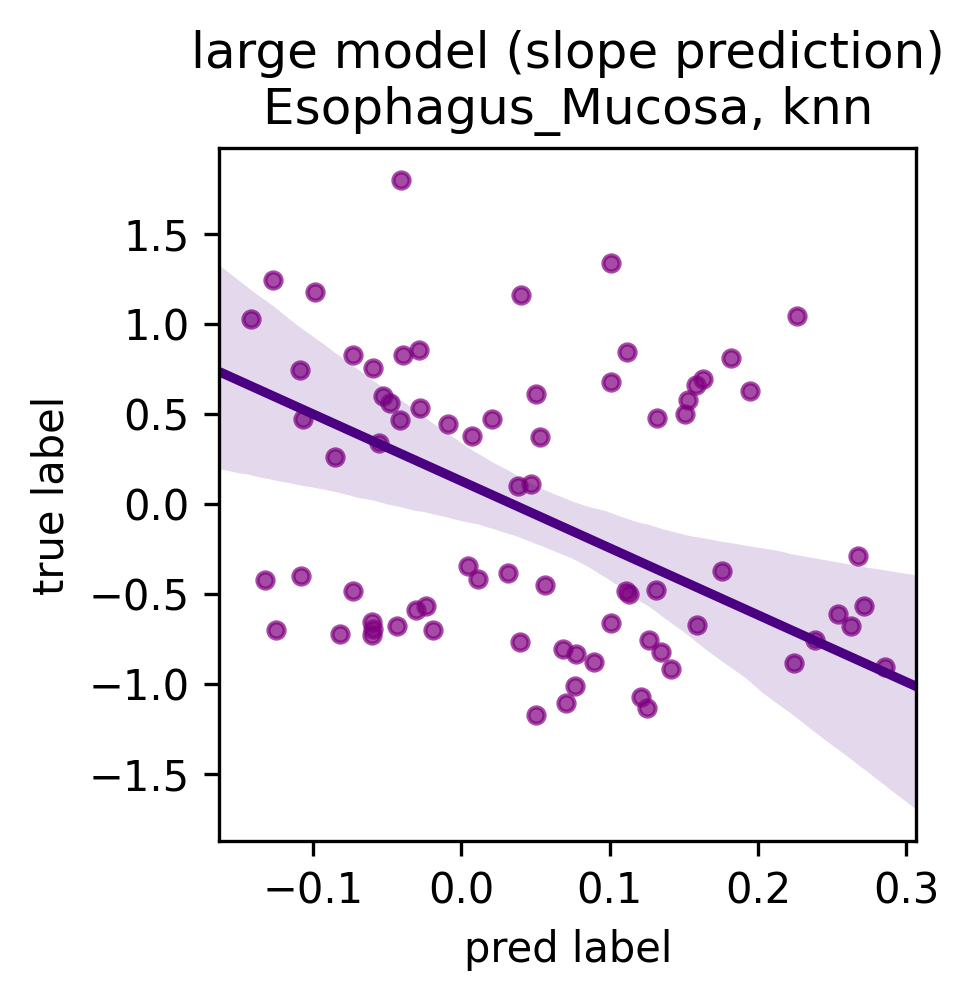 large model (slope prediction)
Esophagus_Mucosa, knn
1.5
1.0
0.5
0.0
−0.5
−1.0
−1.5
true label
−0.1 0.0 0.1 0.2 0.3
pred label